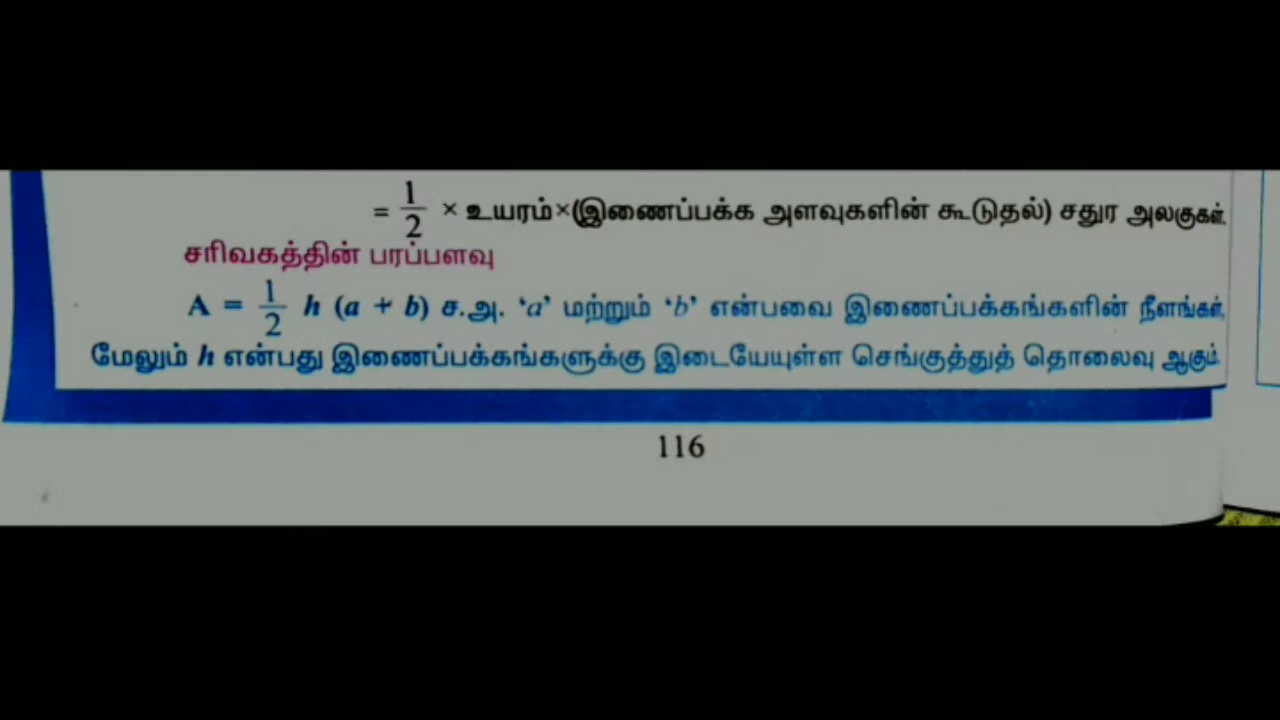 = 1/2 × உயரம்×(இணைப்பக்க அளவுகளின் கூடுதல்) சதுர அலகுகள்.
சரிவகத்தின் பரப்பளவு
A = 1/2 h (a + b) ச.அ. ‘a’ மற்றும் ‘b’ என்பவை இணைப்பக்கங்களின் நீளங்கள்.
மேலும் h என்பது இணைப்பக்கங்களுக்கு இடையேயுள்ள செங்குத்துத் தொலைவு ஆகும்.
116